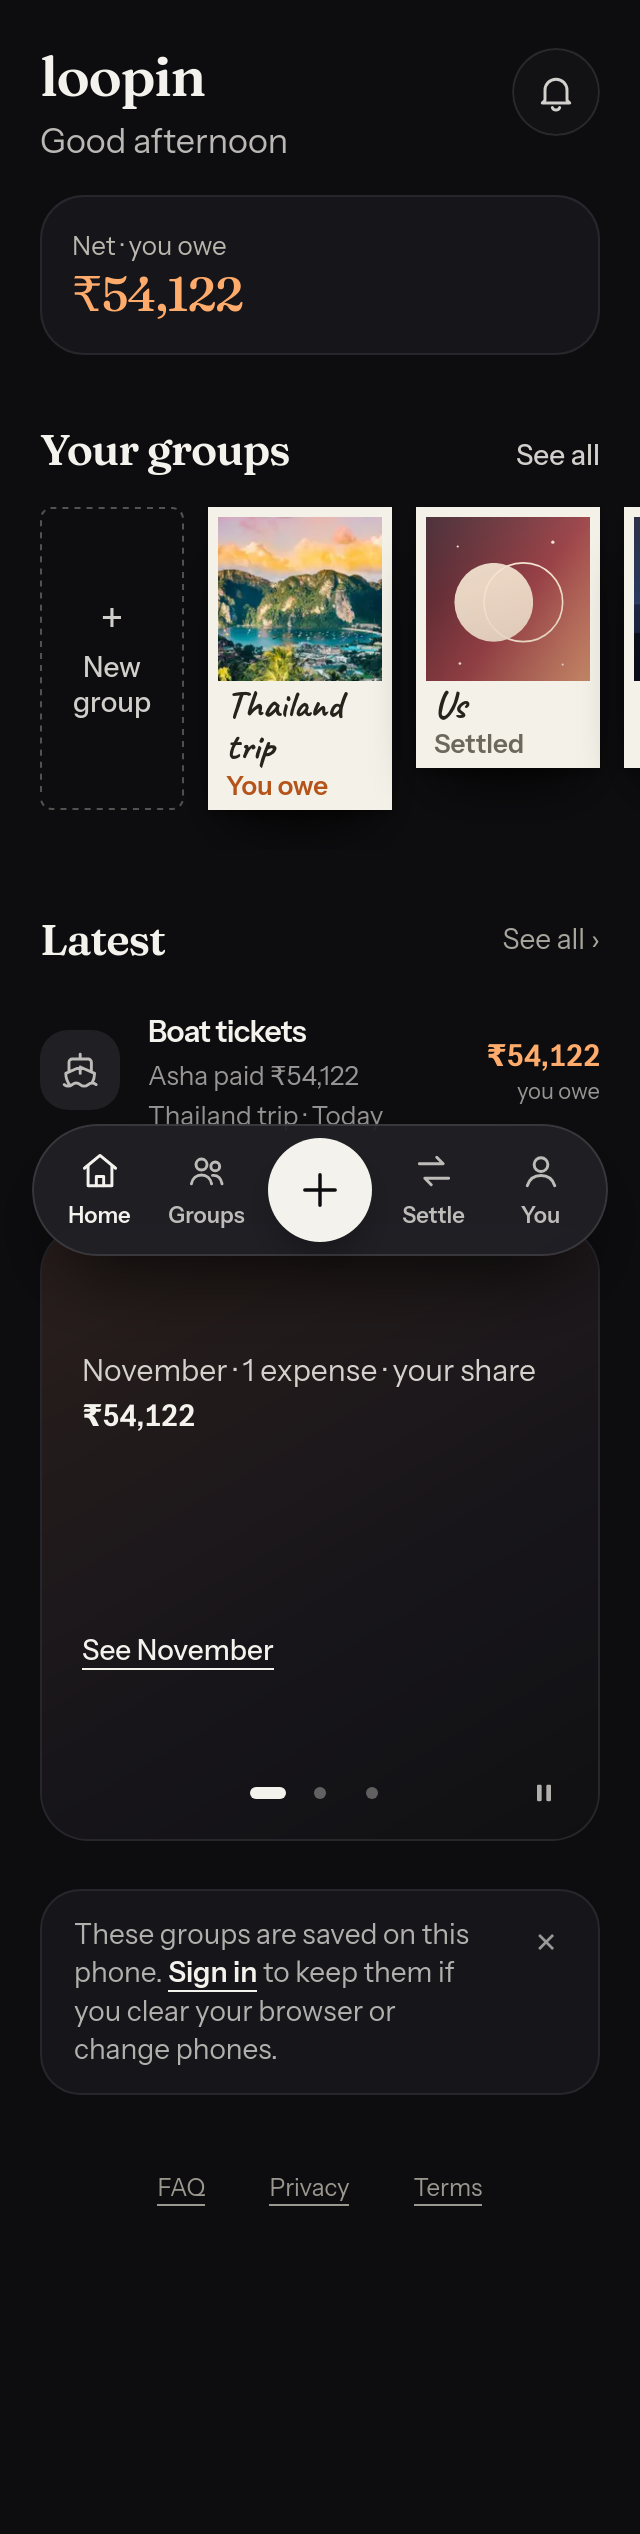 loopin
Good afternoon
Net · you owe
₹54,122
Your groups
See all
+
New
group
Thailand
trip
You owe
Us
Settled
Latest
See all ›
Boat tickets
Asha paid ₹54,122
Thailand trip · Today
₹54,122
you owe
Home
Groups
Settle
You
November · 1 expense · your share
₹54,122
See November
These groups are saved on this
phone. Sign in to keep them if
you clear your browser or
change phones.
FAQ
Privacy
Terms